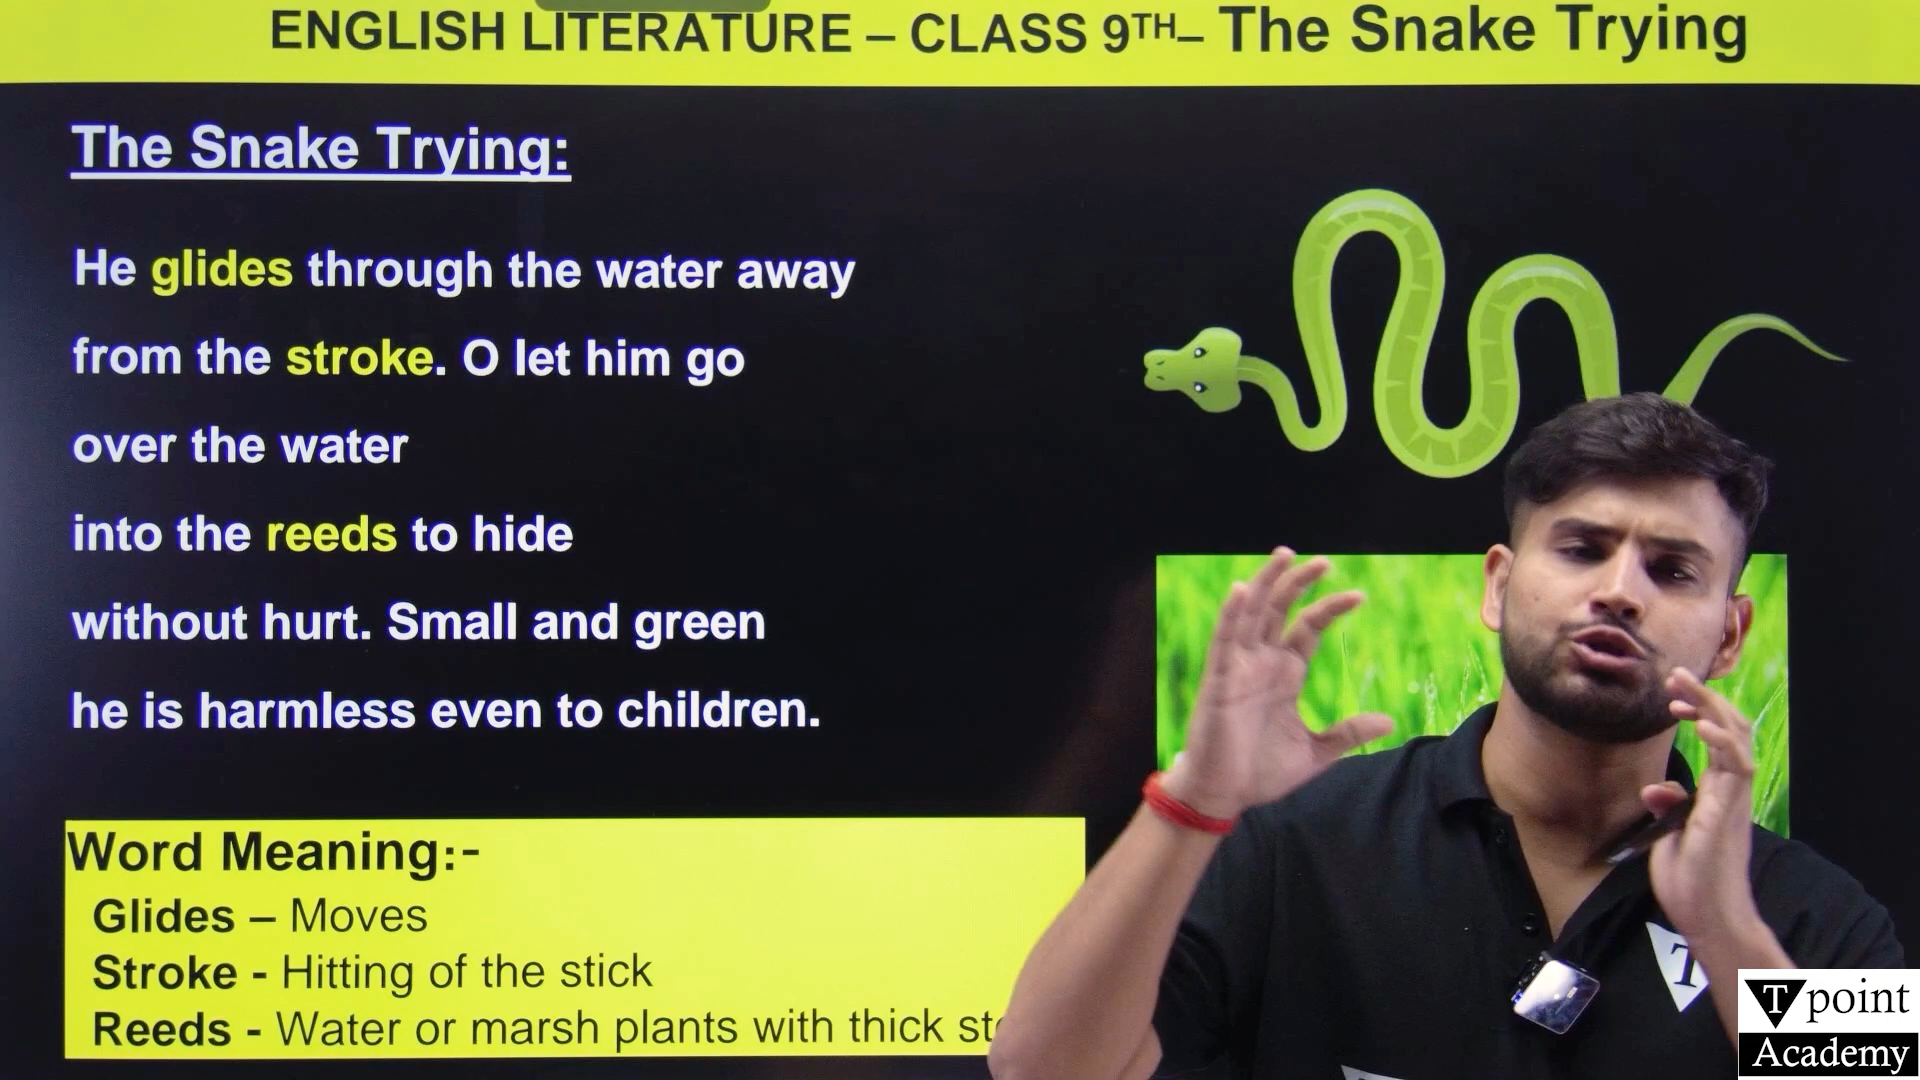 ENGLISH LITERATURE – CLASS 9TH– The Snake Trying
The Snake Trying:
He glides through the water away
from the stroke. O let him go
over the water
into the reeds to hide
without hurt. Small and green
he is harmless even to children.
Word Meaning:-
Glides – Moves
Stroke - Hitting of the stick
Reeds - Water or marsh plants with thick
T
T point
Academy